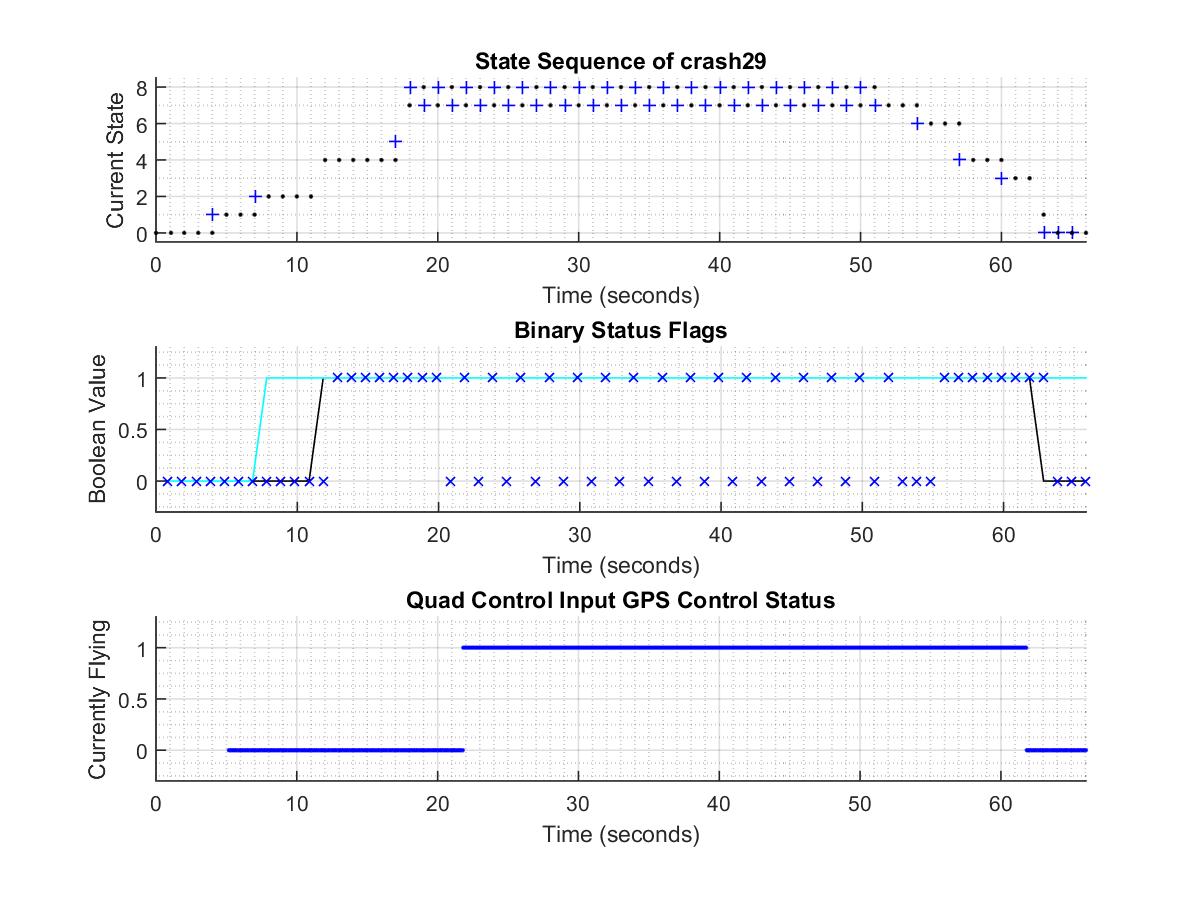 State Sequence of crash29
Current State
8
6
4
2
0
0 10 20 30 40 50 60
Time (seconds)
Binary Status Flags
Boolean Value
1
0.5
0
0 10 20 30 40 50 60
Time (seconds)
Quad Control Input GPS Control Status
Currently Flying
1
0.5
0
0 10 20 30 40 50 60
Time (seconds)